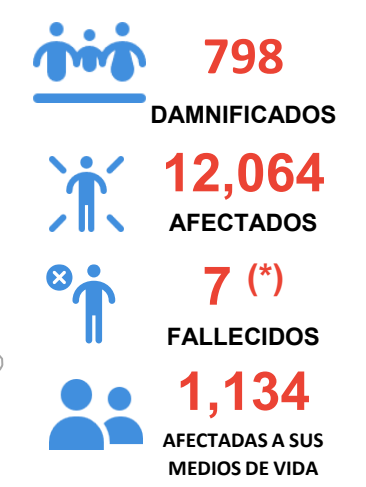 798
DAMNIFICADOS
12,064
AFECTADOS
7 (*)
FALLECIDOS
1,134
AFECTADAS A SUS
MEDIOS DE VIDA